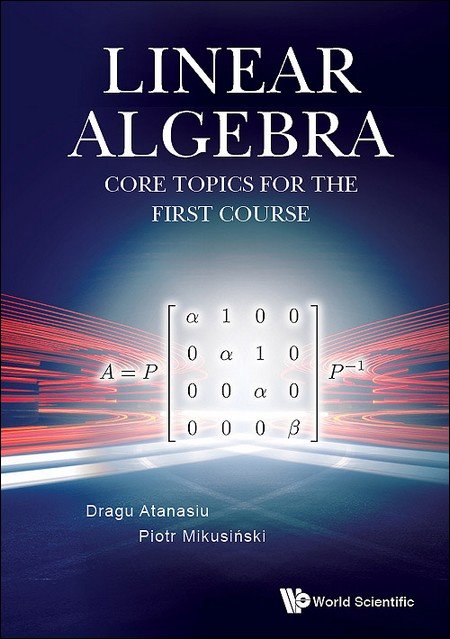 LINEAR
ALGEBRA
CORE TOPICS FOR THE
FIRST COURSE
α 1 0 0
0 α 1 0
A = P
P⁻¹
0 0 α 0
0 0 0 β
Dragu Atanasiu
Piotr Mikusiński
World Scientific